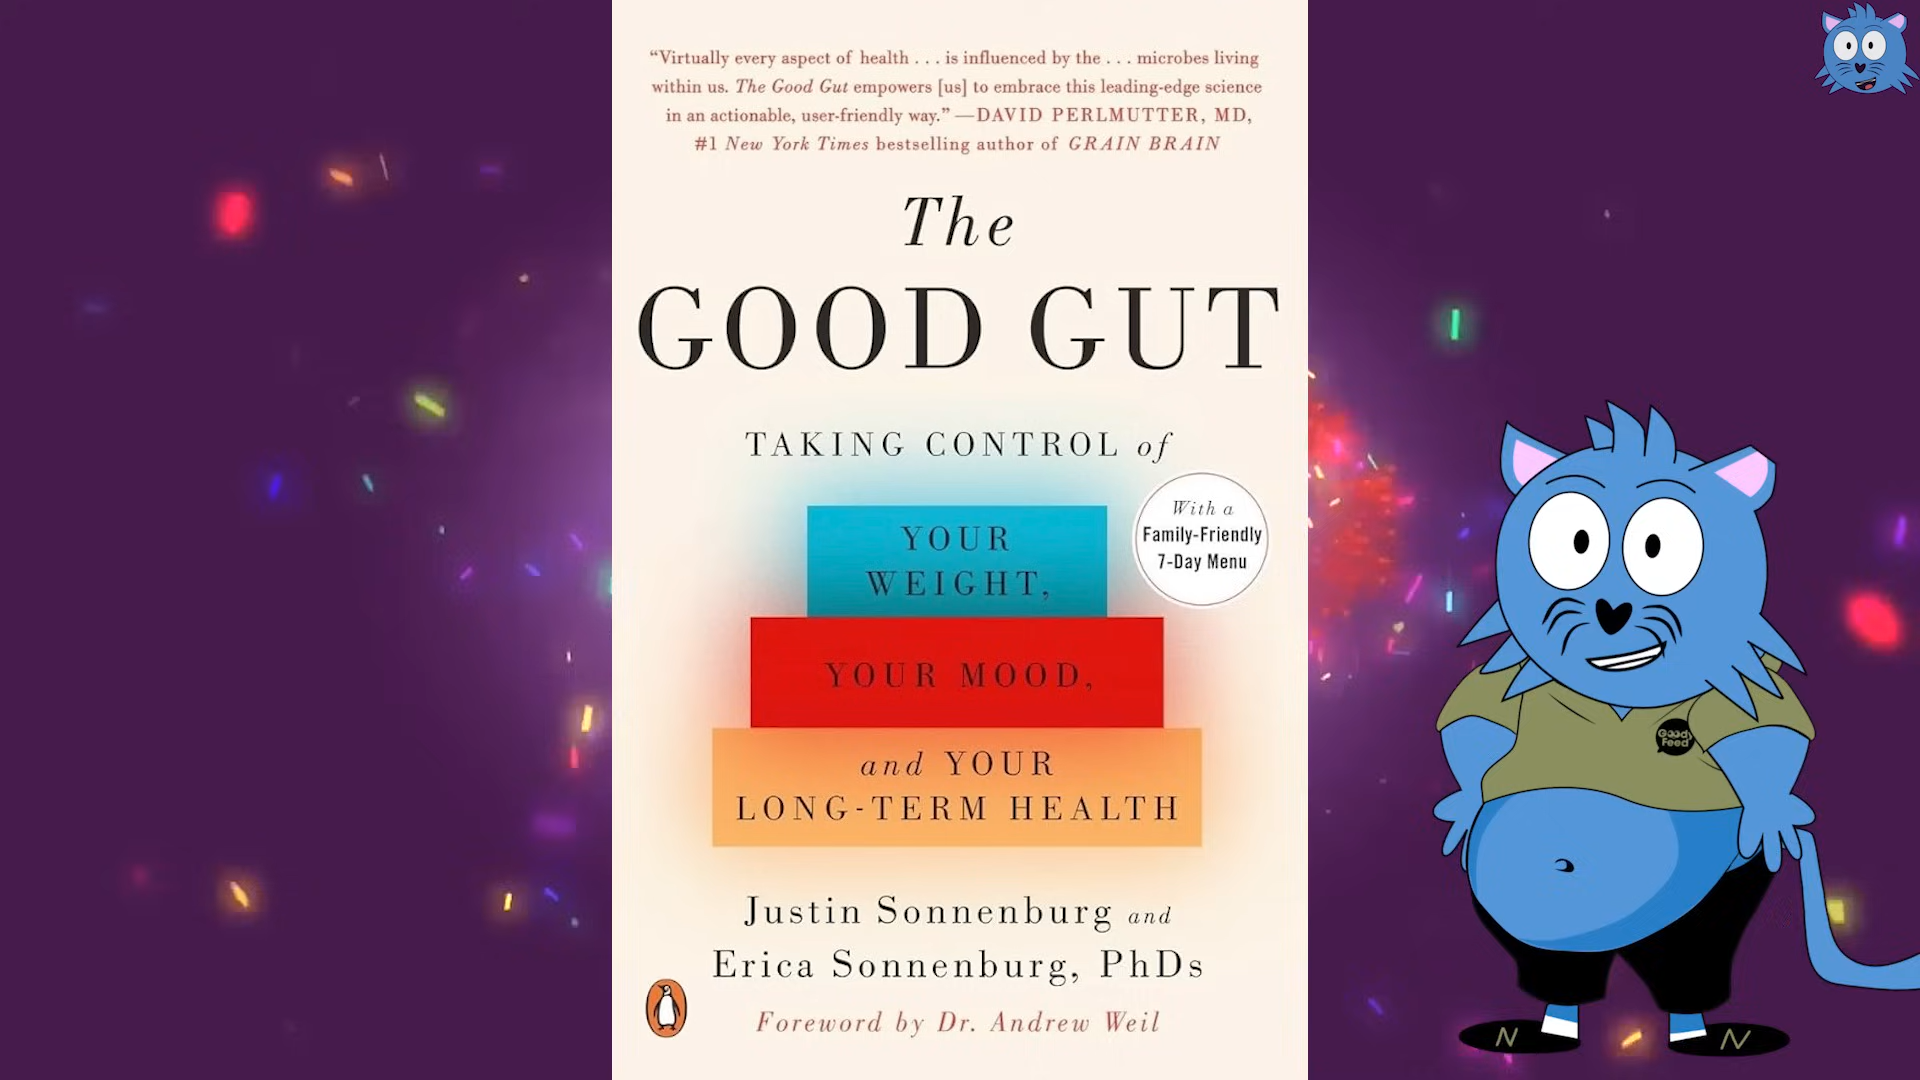 “Virtually every aspect of health . . . is influenced by the . . . microbes living
within us. The Good Gut empowers [us] to embrace this leading-edge science
in an actionable, user-friendly way.” —DAVID PERLMUTTER, MD,
#1 New York Times bestselling author of GRAIN BRAIN
The
GOOD GUT
TAKING CONTROL of
YOUR
WEIGHT,
With a
Family-Friendly
7-Day Menu
YOUR MOOD,
and YOUR
LONG-TERM HEALTH
Justin Sonnenburg and
Erica Sonnenburg, PhDs
Foreword by Dr. Andrew Weil
Goody
Feed
N N